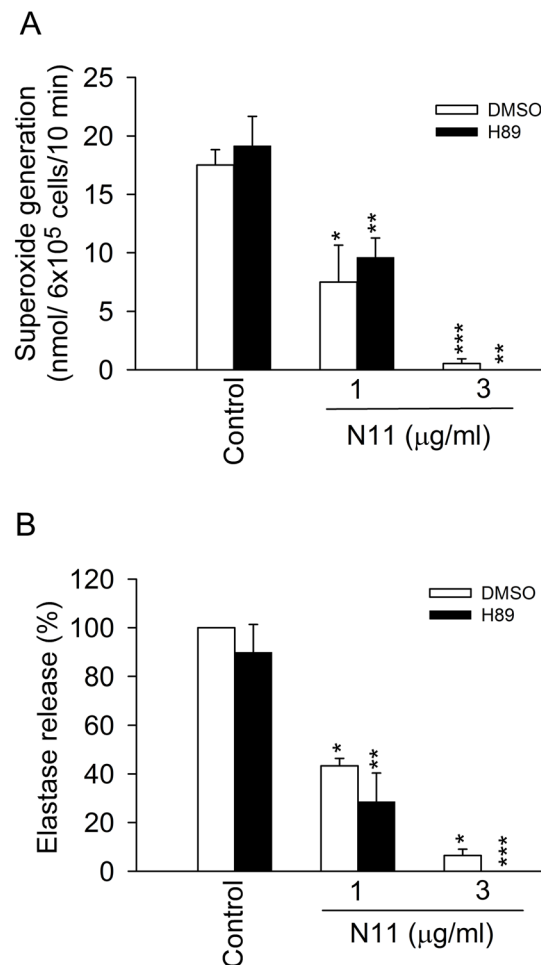 A
Superoxide generation
(nmol/ 6x10⁵ cells/10 min)
25
20
15
10
5
0
DMSO
H89
*
**
***
**
Control
1
3
N11 (μg/ml)
B
Elastase release (%)
120
100
80
60
40
20
0
DMSO
H89
*
**
*
***
Control
1
3
N11 (μg/ml)